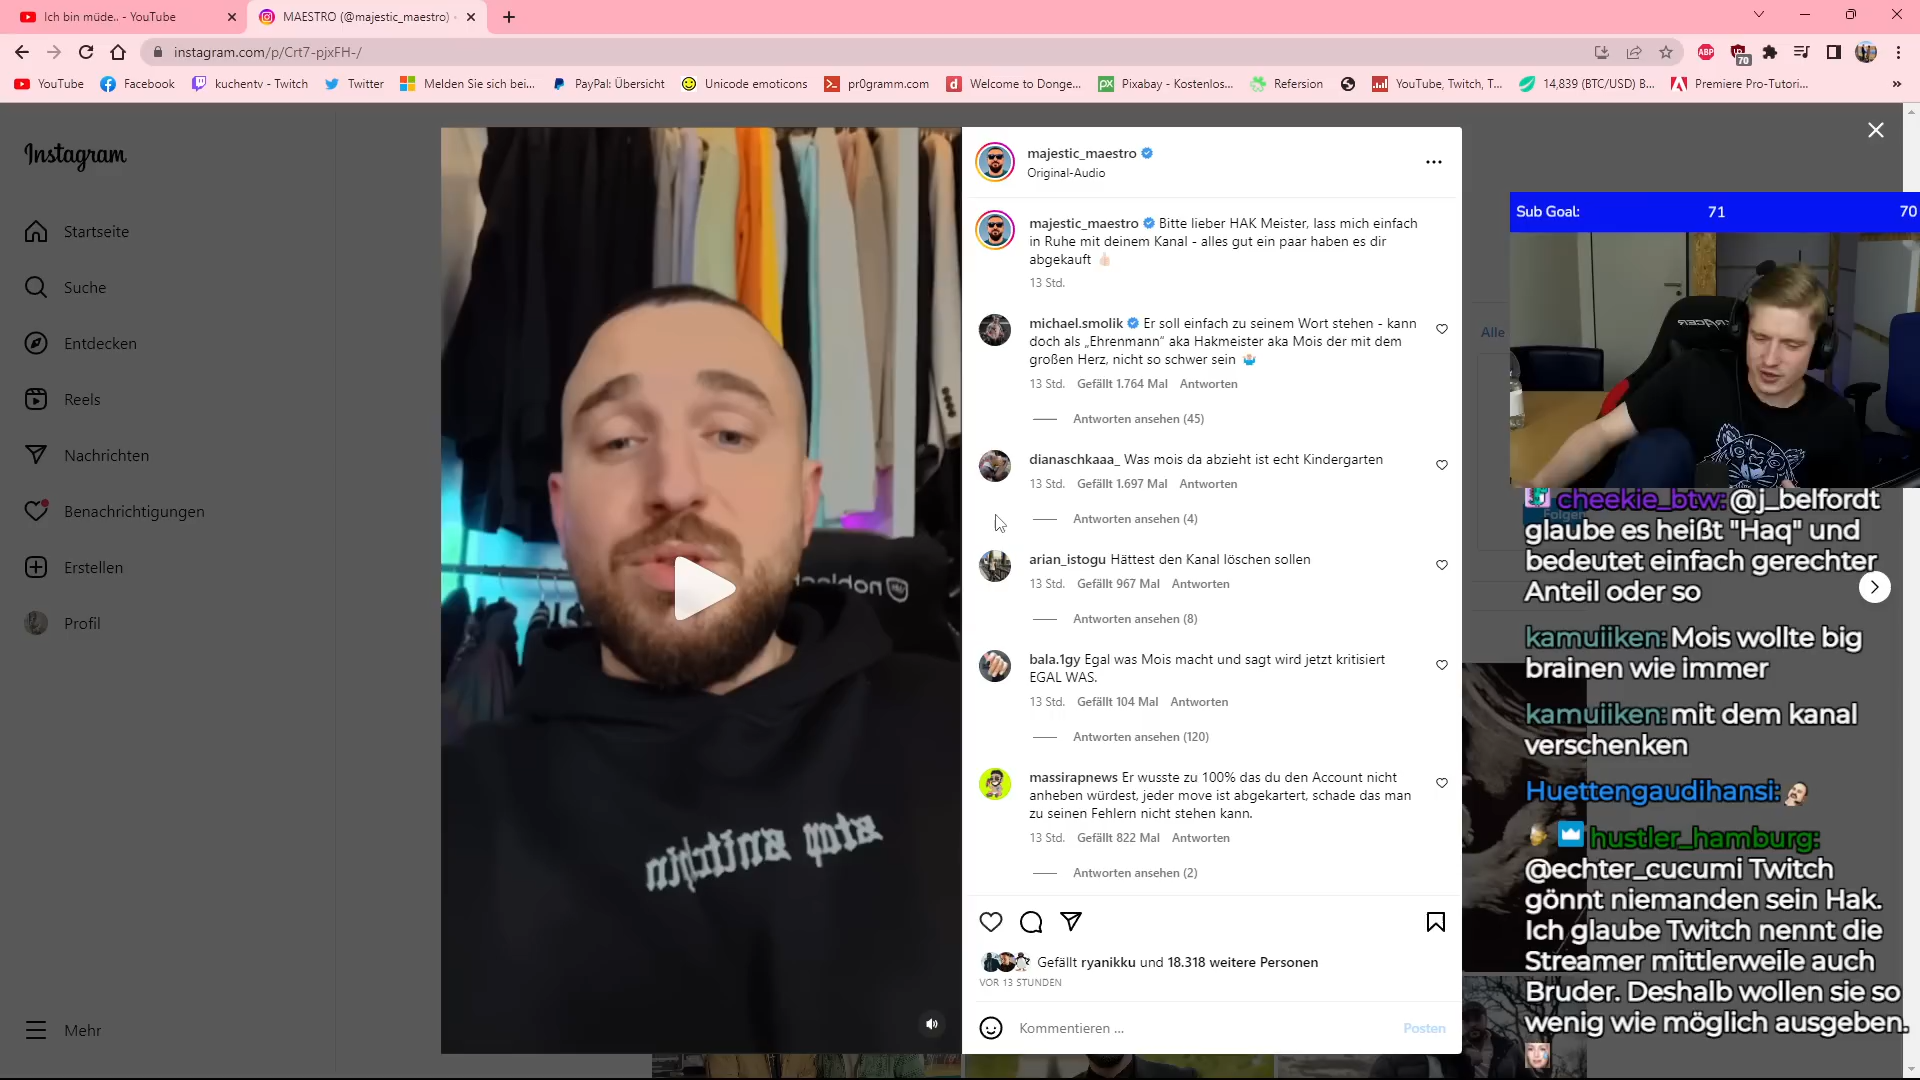 Ich bin müde.. - YouTube
MAESTRO (@majestic_maestro)
instagram.com/p/Crt7-pjxFH-/
ABP
70
YouTube
Facebook
kuchentv - Twitch
Twitter
Melden Sie sich bei...
PayPal: Übersicht
Unicode emoticons
pr0gramm.com
Welcome to Donge...
Pixabay - Kostenlos...
Refersion
YouTube, Twitch, T...
14,839 (BTC/USD) B...
Premiere Pro-Tutori...
Instagram
Startseite
Suche
Entdecken
Reels
Nachrichten
Benachrichtigungen
Erstellen
Profil
Mehr
majestic_maestro
Original-Audio
majestic_maestro Bitte lieber HAK Meister, lass mich einfach
in Ruhe mit deinem Kanal - alles gut ein paar haben es dir
abgekauft 👍🏻
13 Std.
michael.smolik Er soll einfach zu seinem Wort stehen - kann
doch als „Ehrenmann“ aka Hakmeister aka Mois der mit dem
großen Herz, nicht so schwer sein
13 Std. Gefällt 1.764 Mal Antworten
Antworten ansehen (45)
dianaschkaaa_ Was mois da abzieht ist echt Kindergarten
13 Std. Gefällt 1.697 Mal Antworten
Antworten ansehen (4)
arian_istogu Hättest den Kanal löschen sollen
13 Std. Gefällt 967 Mal Antworten
Antworten ansehen (8)
bala.1gy Egal was Mois macht und sagt wird jetzt kritisiert
EGAL WAS.
13 Std. Gefällt 104 Mal Antworten
Antworten ansehen (120)
massirapnews Er wusste zu 100% das du den Account nicht
anheben würdest, jeder move ist abgekartert, schade das man
zu seinen Fehlern nicht stehen kann.
13 Std. Gefällt 822 Mal Antworten
Antworten ansehen (2)
Gefällt ryanikku und 18.318 weitere Personen
VOR 13 STUNDEN
Kommentieren ...
Posten
Alle
Folgen
Sub Goal: 71 70
cheekie_btw: @j_belfordt
glaube es heißt "Haq" und
bedeutet einfach gerechter
Anteil oder so
kamuiiken: Mois wollte big
brainen wie immer
kamuiiken: mit dem kanal
verschenken
Huettengaudihansi:
hustler_hamburg:
@echter_cucumi Twitch
gönnt niemanden sein Hak.
Ich glaube Twitch nennt die
Streamer mittlerweile auch
Bruder. Deshalb wollen sie so
wenig wie möglich ausgeben.